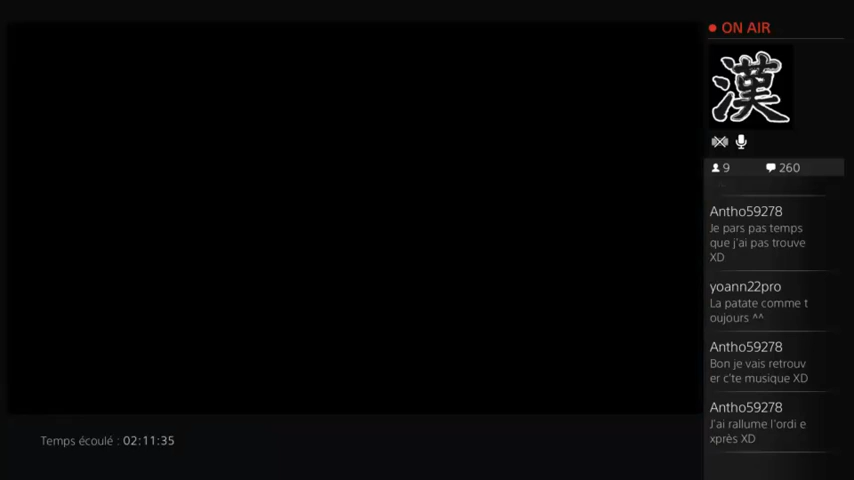 ON AIR
漢
9 260
Antho59278
Je pars pas temps
que j'ai pas trouve
XD
yoann22pro
La patate comme t
oujours ^^
Antho59278
Bon je vais retrouv
er c'te musique XD
Antho59278
J'ai rallume l'ordi e
xprès XD
Temps écoulé : 02:11:35